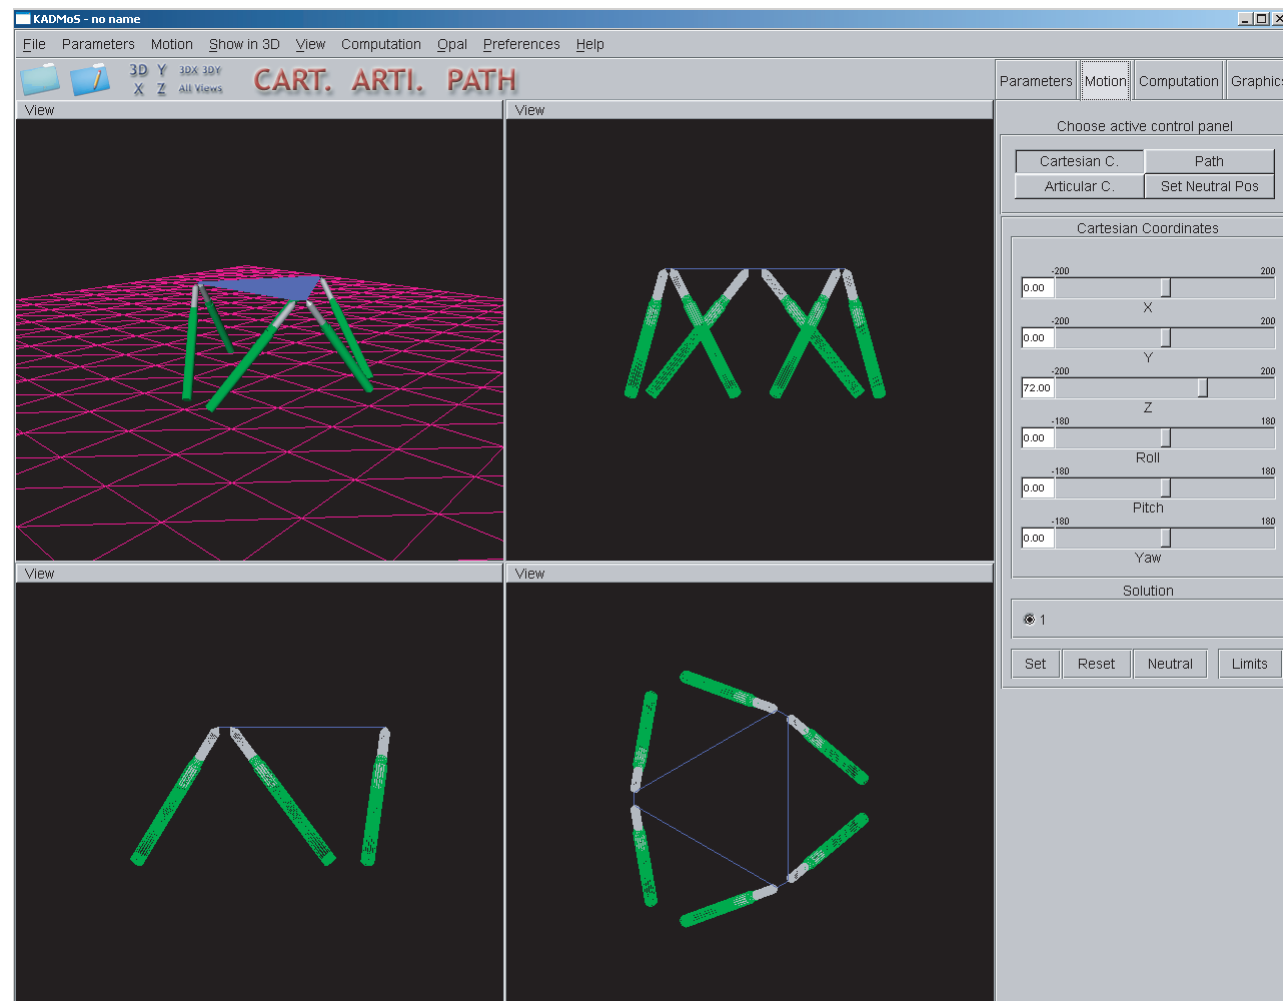 KADMoS - no name
File Parameters Motion Show in 3D View Computation Opal Preferences Help
3D Y 3DX 3DY
X Z All Views
CART. ARTI. PATH
Parameters Motion Computation Graphics
View
View
Choose active control panel
Cartesian C. Path
Articular C. Set Neutral Pos
Cartesian Coordinates
-200 200
0.00
X
-200 200
0.00
Y
-200 200
72.00
Z
-180 180
0.00
Roll
-180 180
0.00
Pitch
-180 180
0.00
Yaw
View
View
Solution
1
Set Reset Neutral Limits